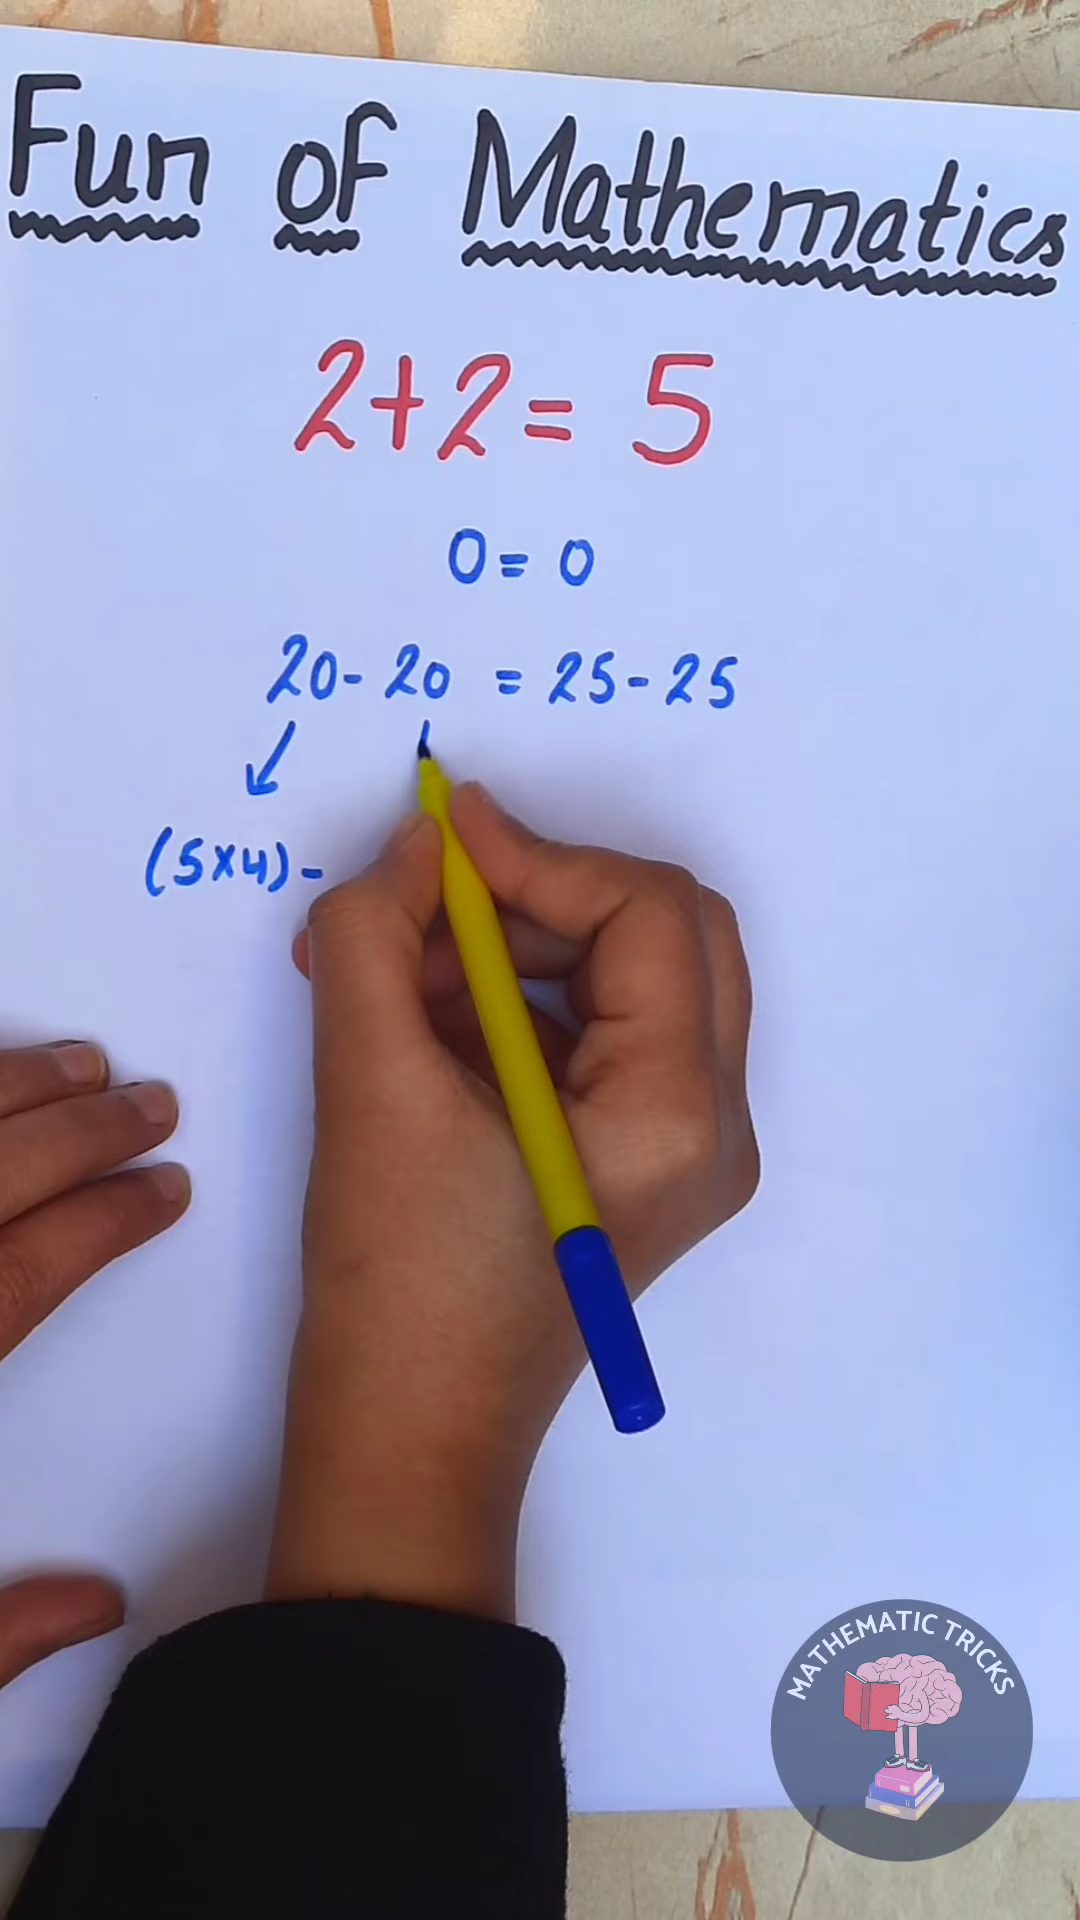 Fun of Mathematics
2+2= 5
0= 0
20- 20 = 25-25
(5x4)-
MATHEMATIC TRICKS